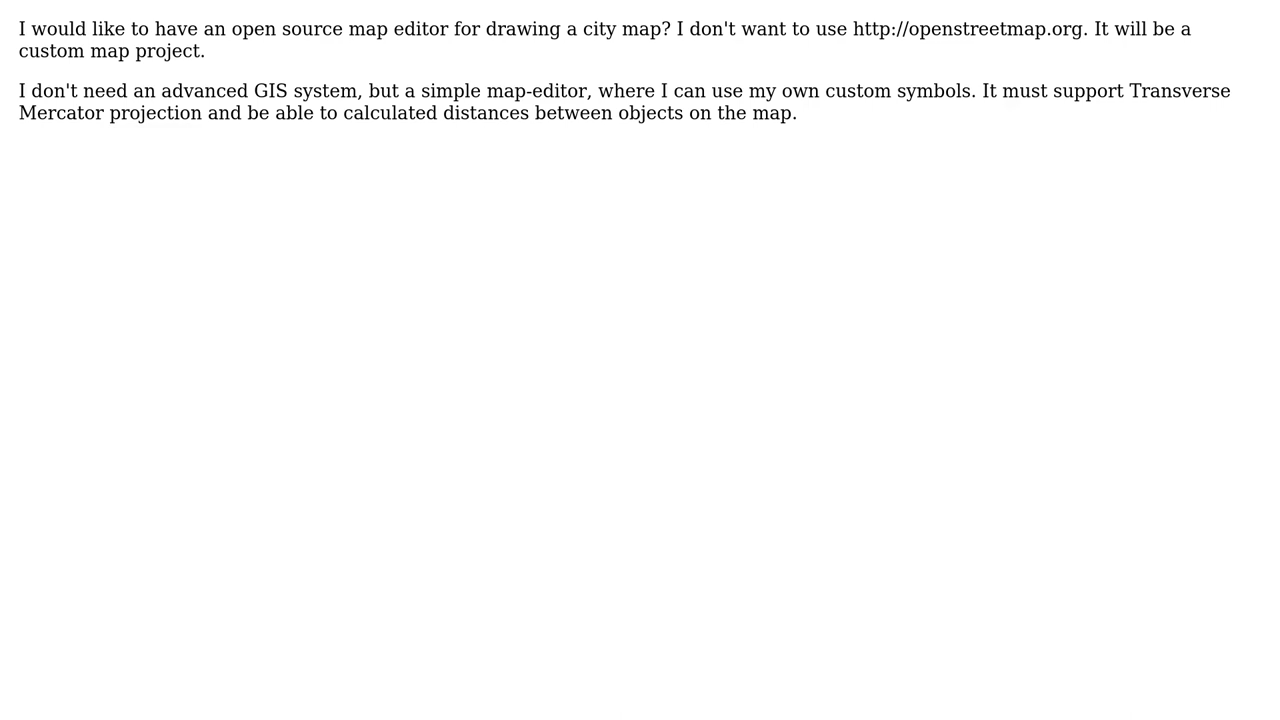 I would like to have an open source map editor for drawing a city map? I don't want to use http://openstreetmap.org. It will be a
custom map project.
I don't need an advanced GIS system, but a simple map-editor, where I can use my own custom symbols. It must support Transverse
Mercator projection and be able to calculated distances between objects on the map.